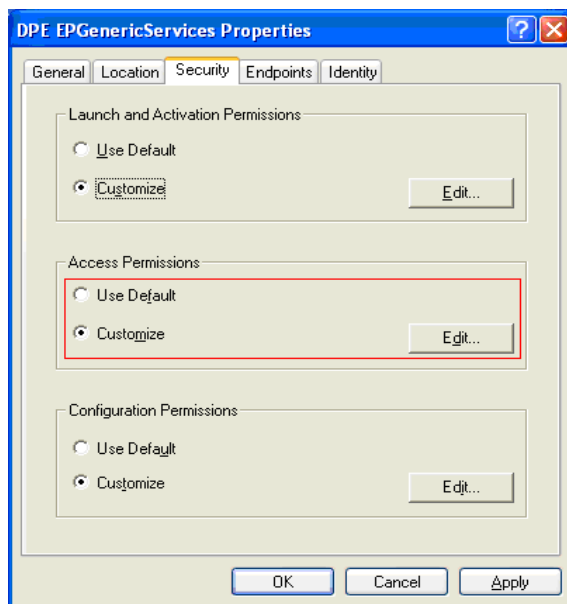 DPE EPGenericServices Properties
General Location Security Endpoints Identity
Launch and Activation Permissions
Use Default
Customize
Edit...
Access Permissions
Use Default
Customize
Edit...
Configuration Permissions
Use Default
Customize
Edit...
OK Cancel Apply